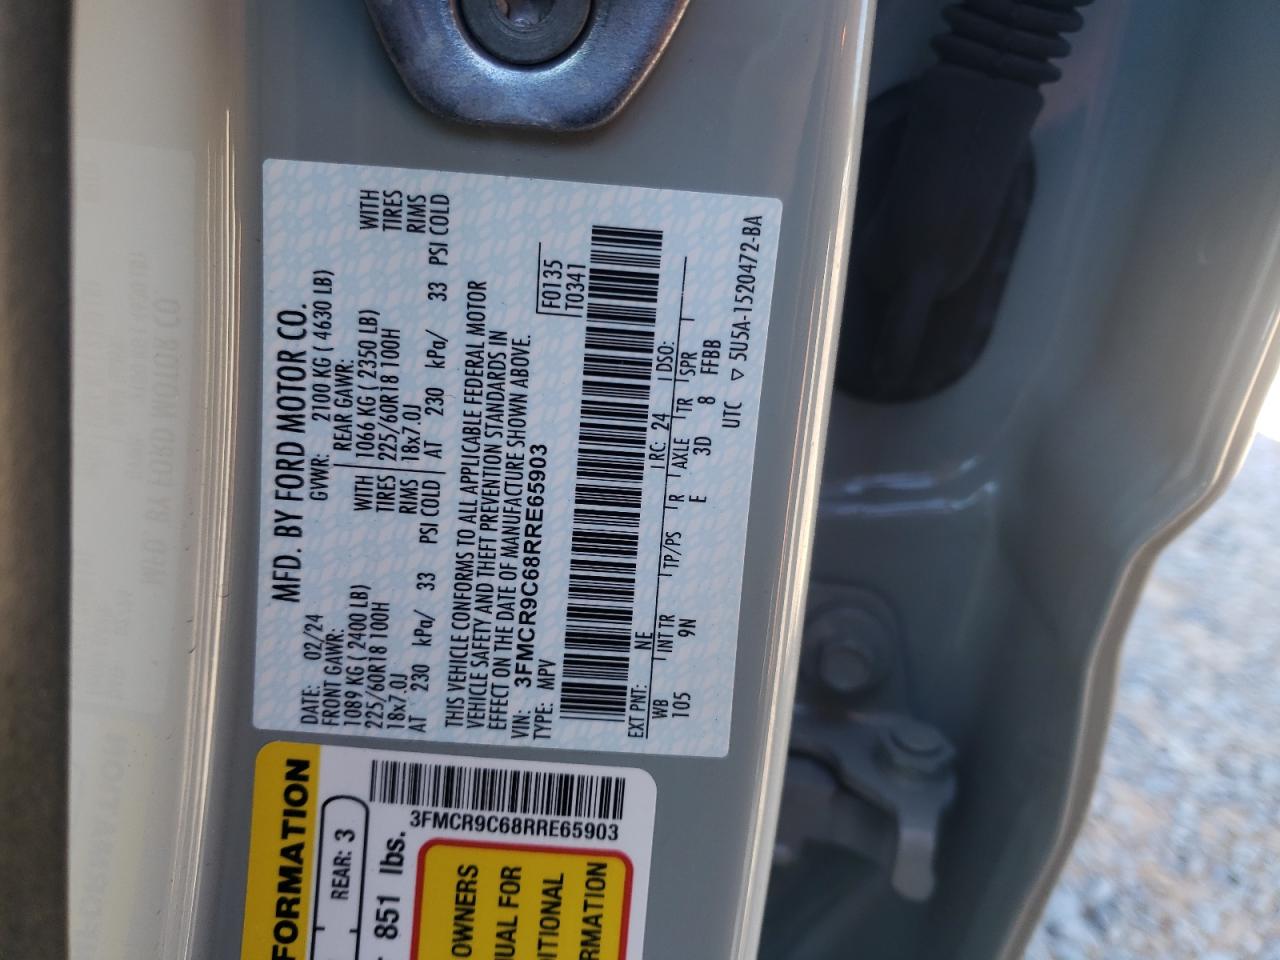 MFD. BY FORD MOTOR CO.
DATE: 02/24 GVWR: 2100 KG ( 4630 LB)
FRONT GAWR: REAR GAWR:
1089 KG ( 2400 LB) WITH 1066 KG ( 2350 LB) WITH
225/60R18 100H TIRES 225/60R18 100H TIRES
18x7.0J RIMS 18x7.0J RIMS
AT 230 kPa/ 33 PSI COLD AT 230 kPa/ 33 PSI COLD
THIS VEHICLE CONFORMS TO ALL APPLICABLE FEDERAL MOTOR
VEHICLE SAFETY AND THEFT PREVENTION STANDARDS IN
EFFECT ON THE DATE OF MANUFACTURE SHOWN ABOVE.
VIN: 3FMCR9C68RRE65903
TYPE: MPV
F0135
T0341
EXT PNT: NE RC: 24 DSO:
WB INT TR TP/PS R AXLE TR SPR
105 9N E 3D 8 FFBB
UTC ▽ 5U5A-1520472-BA
FORMATION
REAR: 3
851 lbs.
3FMCR9C68RRE65903
OWNERS
UAL FOR
ITIONAL
RMATION